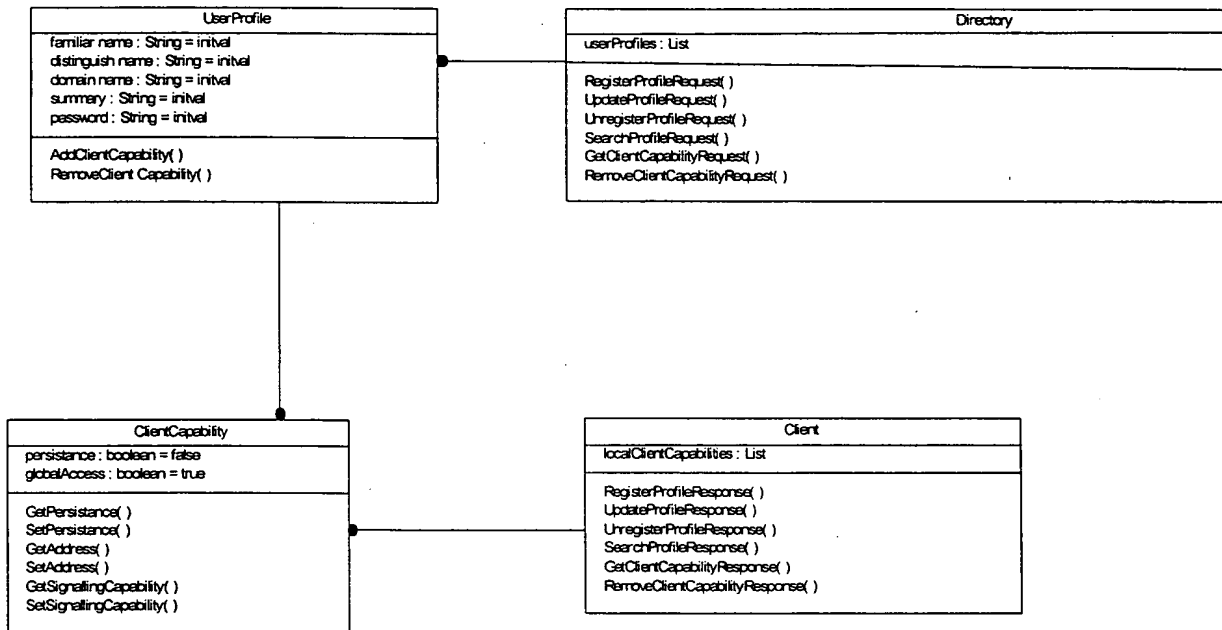 UserProfile
familiar name : String = initval
distinguish name : String = initval
domain name : String = initval
summery : String = initval
password : String = initval
AddClientCapability( )
RemoveClient Capability( )
Directory
userProfiles : List
RegisterProfileRequest( )
UpdateProfileRequest( )
UnregisterProfileRequest( )
SearchProfileRequest( )
GetClientCapabilityRequest( )
RemoveClientCapabilityRequest( )
ClientCapability
persistance : boolean = false
globalAccess : boolean = true
GetPersistance( )
SetPersistance( )
GetAddress( )
SetAddress( )
GetSignallingCapability( )
SetSignallingCapability( )
Client
localClientCapabilities : List
RegisterProfileResponse( )
UpdateProfileResponse( )
UnregisterProfileResponse( )
SearchProfileResponse( )
GetClientCapabilityResponse( )
RemoveClientCapabilityResponse( )